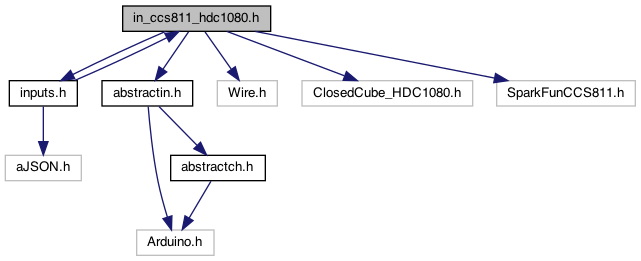 in_ccs811_hdc1080.h
inputs.h
abstractin.h
Wire.h
ClosedCube_HDC1080.h
SparkFunCCS811.h
aJSON.h
abstractch.h
Arduino.h